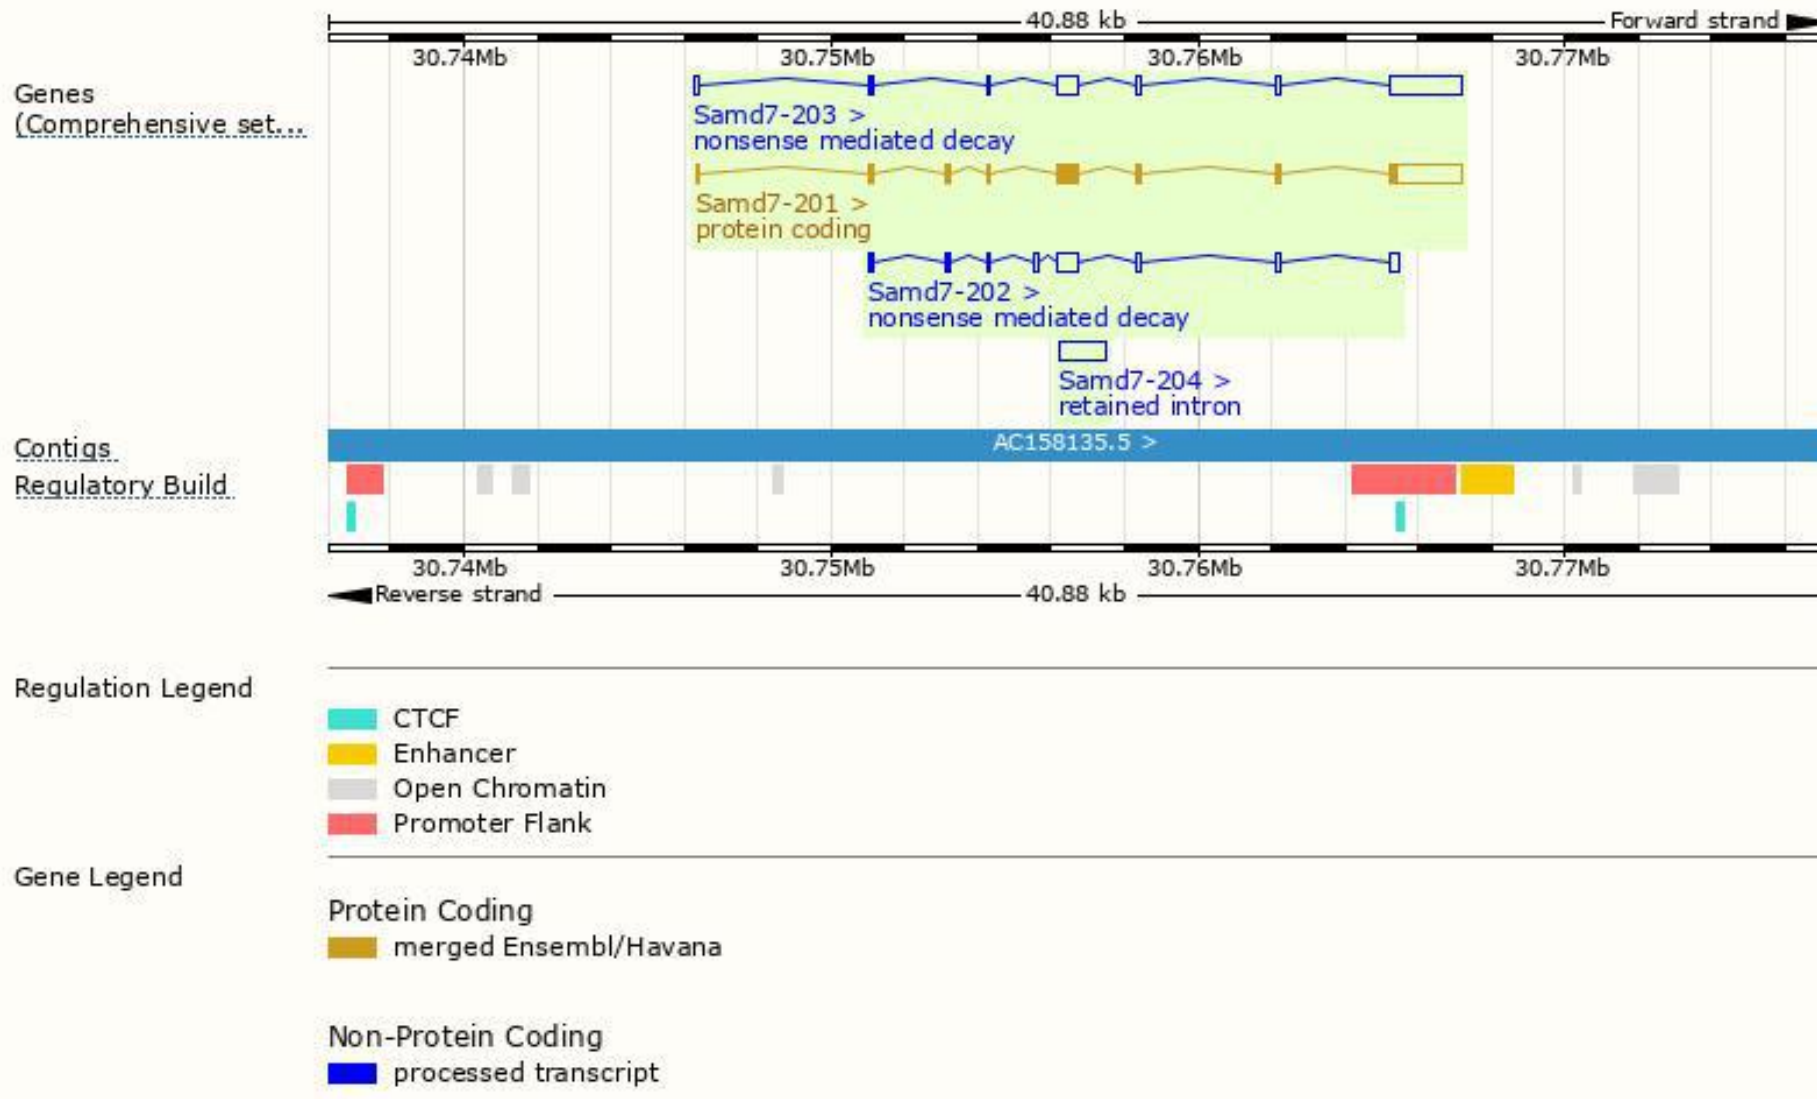 40.88 kb Forward strand
30.74Mb 30.75Mb 30.76Mb 30.77Mb
Genes
(Comprehensive set...
Samd7-203 >
nonsense mediated decay
Samd7-201 >
protein coding
Samd7-202 >
nonsense mediated decay
Samd7-204 >
retained intron
Contigs
AC158135.5 >
Regulatory Build
30.74Mb 30.75Mb 30.76Mb 30.77Mb
Reverse strand 40.88 kb
Regulation Legend
CTCF
Enhancer
Open Chromatin
Promoter Flank
Gene Legend
Protein Coding
merged Ensembl/Havana
Non-Protein Coding
processed transcript